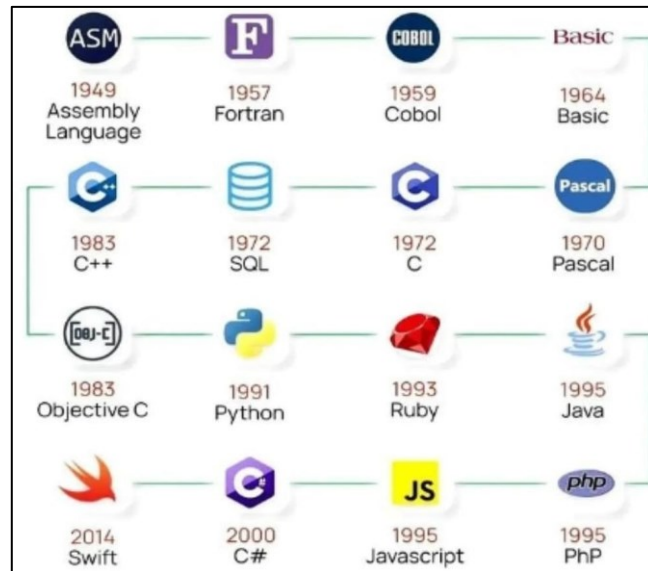 ASM
F
COBOL
Basic
1949
1957
1959
1964
Assembly
Language
Fortran
Cobol
Basic
C++
C
Pascal
1983
1972
1972
1970
C++
SQL
C
Pascal
[OBJ-C]
1983
1991
1993
1995
Objective C
Python
Ruby
Java
C#
JS
php
2014
2000
1995
1995
Swift
C#
Javascript
PhP